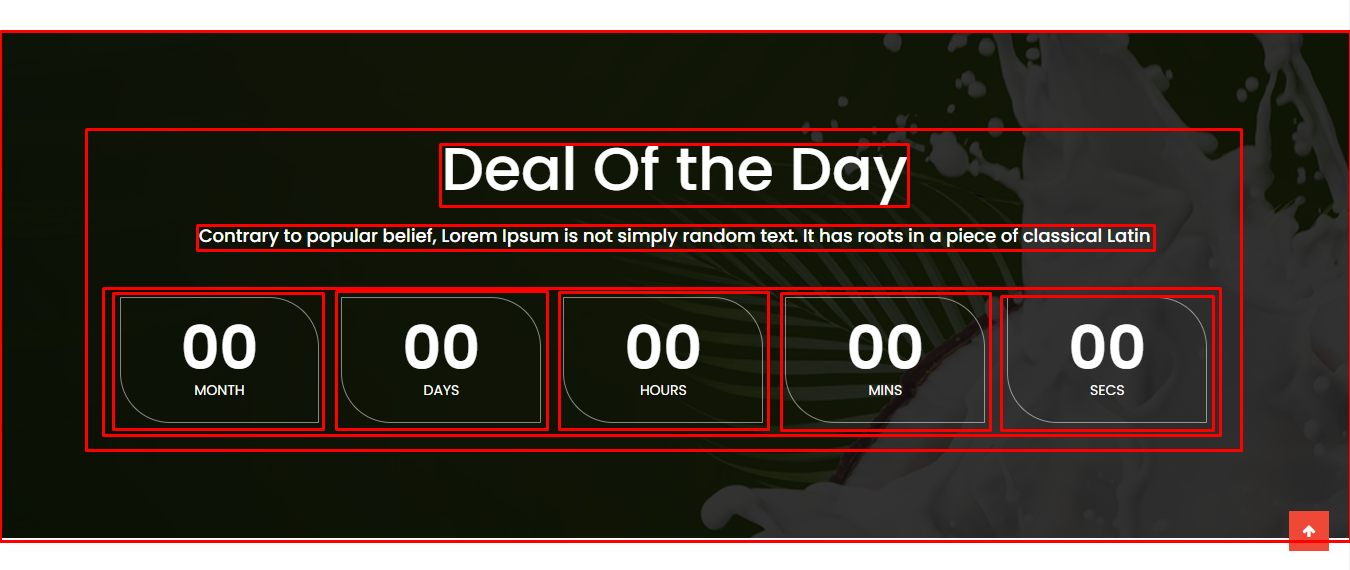 Deal Of the Day
Contrary to popular belief, Lorem Ipsum is not simply random text. It has roots in a piece of classical Latin
00 00 00 00 00
MONTH DAYS HOURS MINS SECS